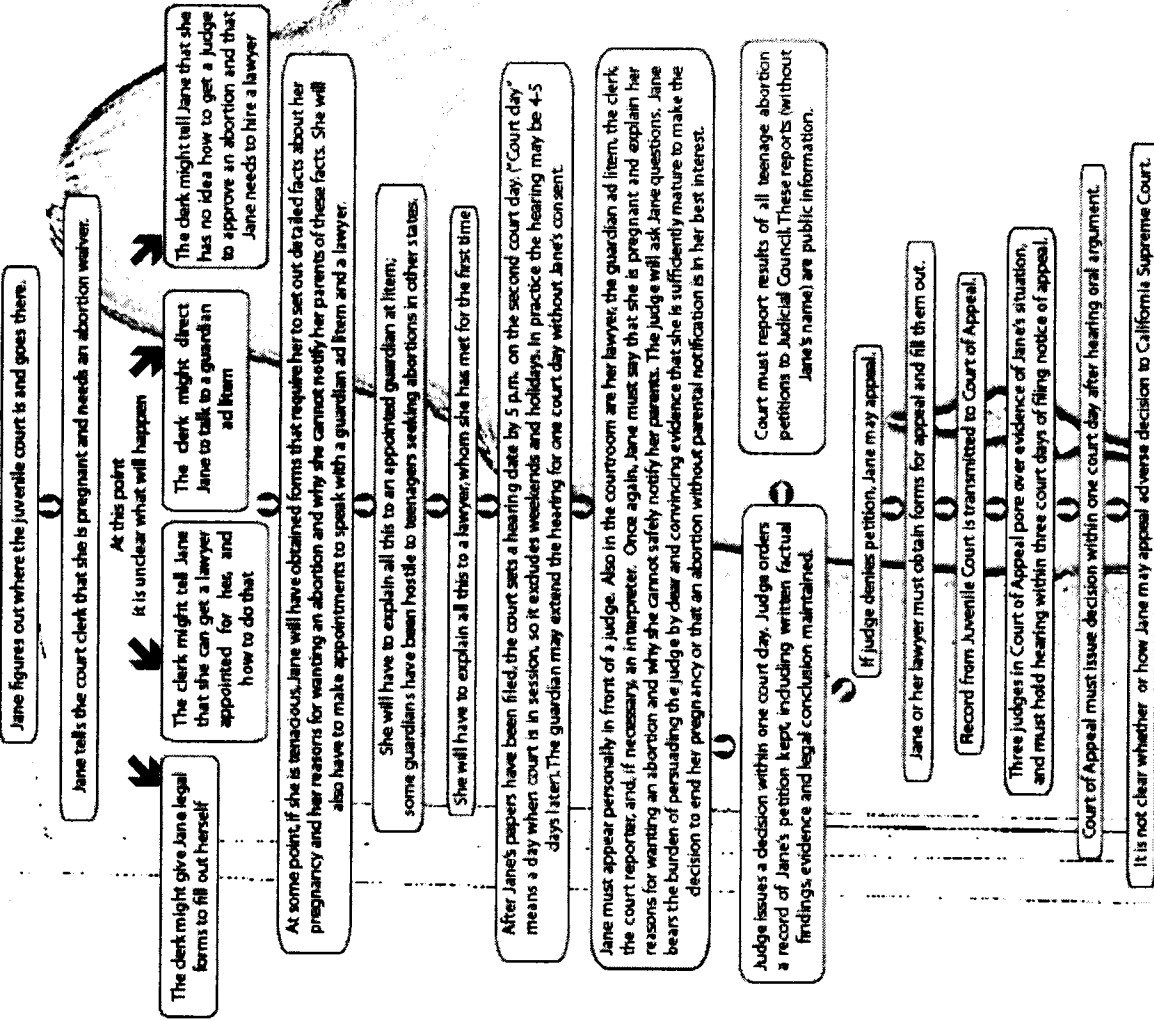 Jane figures out where the juvenile court is and goes there.
Jane tells the court clerk that she is pregnant and needs an abortion waiver.
At this point
it is unclear what will happen
The clerk might give Jane legal
forms to fill out herself
The clerk might tell Jane
that she can get a lawyer
appointed for her, and
how to do that
The clerk might direct
Jane to talk to a guardian
ad litem
The clerk might tell Jane that she
has no idea how to get a judge
to approve an abortion and that
Jane needs to hire a lawyer
At some point, if she is tenacious, Jane will have obtained forms that require her to set out detailed facts about her
pregnancy and her reasons for wanting an abortion and why she cannot notify her parents of these facts. She will
also have to make appointments to speak with a guardian ad litem and a lawyer.
She will have to explain all this to an appointed guardian at litem;
some guardians have been hostile to teenagers seeking abortions in other states.
She will have to explain all this to a lawyer, whom she has met for the first time
After Jane's papers have been filed, the court sets a hearing date by 5 p.m. on the second court day. ("Court day"
means a day when court is in session, so it excludes weekends and holidays. In practice the hearing may be 4-5
days later). The guardian may extend the hearing for one court day without Jane's consent.
Jane must appear personally in front of a judge. Also in the courtroom are her lawyer, the guardian ad litem, the clerk,
the court reporter, and, if necessary, an interpreter. Once again, Jane must say that she is pregnant and explain her
reasons for wanting an abortion and why she cannot safely notify her parents. The judge will ask Jane questions. Jane
bears the burden of persuading the judge by clear and convincing evidence that she is sufficiently mature to make the
decision to end her pregnancy or that an abortion without parental notification is in her best interest.
Judge issues a decision within one court day. Judge orders
a record of Jane's petition kept, including written factual
findings, evidence and legal conclusion maintained.
Court must report results of all teenage abortion
petitions to Judicial Council. These reports (without
Jane's name) are public information.
If judge denies petition, Jane may appeal.
Jane or her lawyer must obtain forms for appeal and fill them out.
Record from Juvenile Court is transmitted to Court of Appeal.
Three judges in Court of Appeal pore over evidence of Jane's situation,
and must hold hearing within three court days of filing notice of appeal.
Court of Appeal must issue decision within one court day after hearing oral argument.
It is not clear whether or how Jane may appeal adverse decision to California Supreme Court.